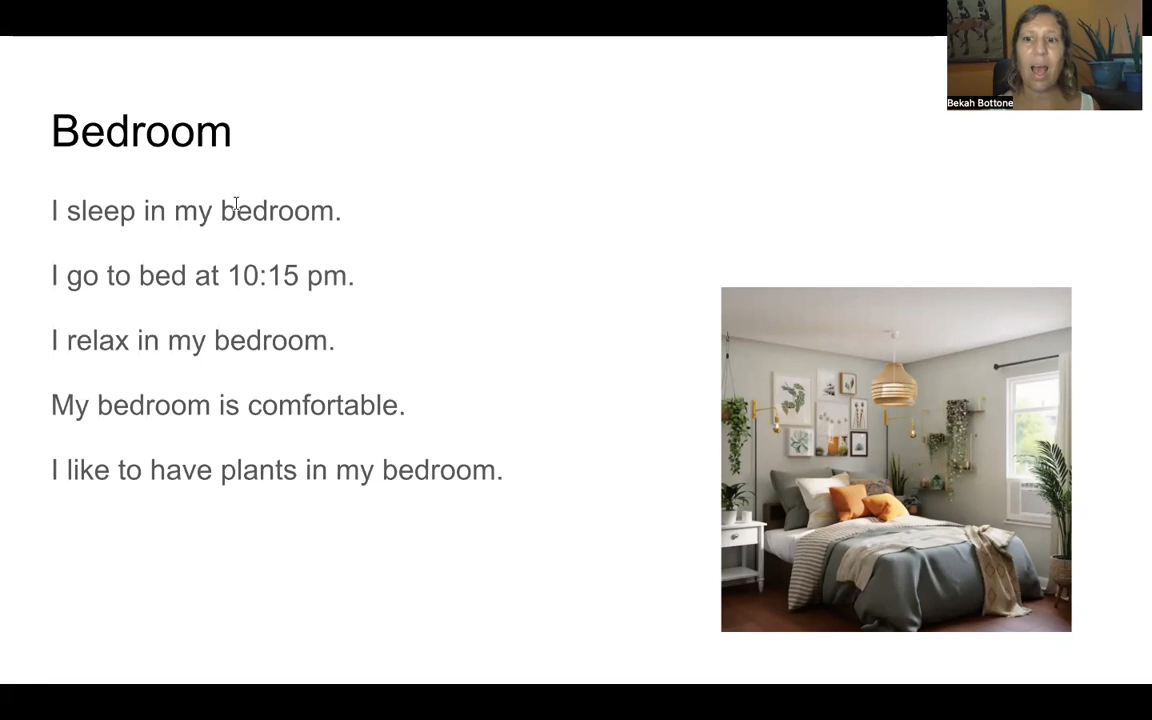 Bekah Bottone
Bedroom
I sleep in my bedroom.
I go to bed at 10:15 pm.
I relax in my bedroom.
My bedroom is comfortable.
I like to have plants in my bedroom.